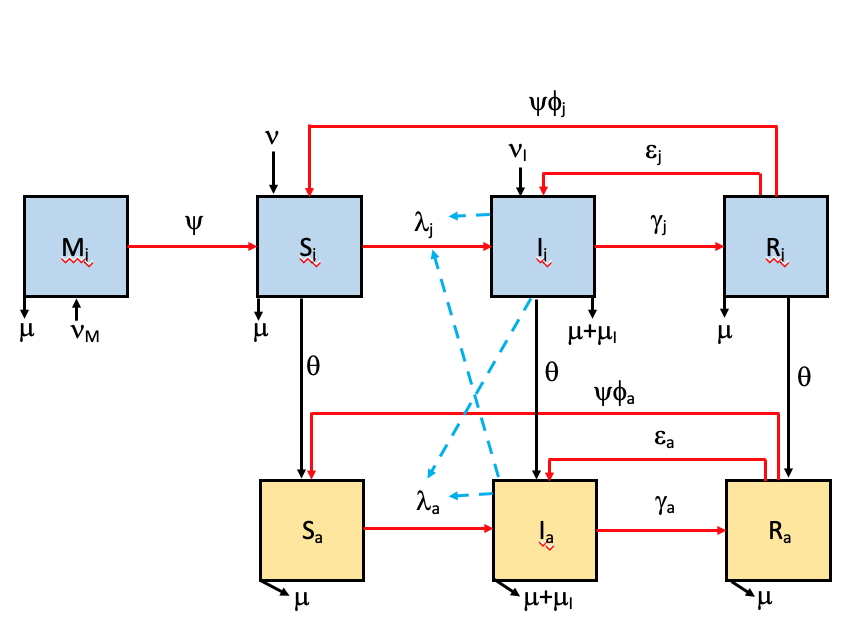 ψϕj
ν
νI
εj
Mj
ψ
Sj
λj
Ij
γj
Rj
μ
νM
μ
μ+μI
μ
θ
θ
θ
ψϕa
εa
λa
γa
Sa
Ia
Ra
μ
μ+μI
μ